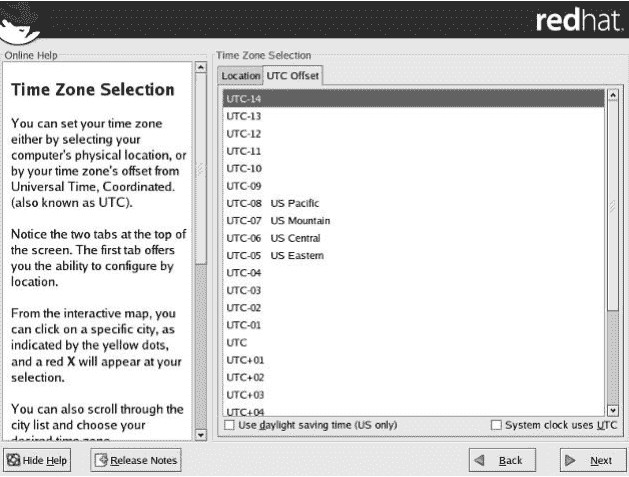 redhat.
Online Help
Time Zone Selection
You can set your time zone
either by selecting your
computer's physical location, or
by your time zone's offset from
Universal Time, Coordinated.
(also known as UTC).
Notice the two tabs at the top of
the screen. The first tab offers
you the ability to configure by
location.
From the interactive map, you
can click on a specific city, as
indicated by the yellow dots,
and a red X will appear at your
selection.
You can also scroll through the
city list and choose your
desired time zone
Time Zone Selection
Location UTC Offset
UTC-14
UTC-13
UTC-12
UTC-11
UTC-10
UTC-09
UTC-08 US Pacific
UTC-07 US Mountain
UTC-06 US Central
UTC-05 US Eastern
UTC-04
UTC-03
UTC-02
UTC-01
UTC
UTC+01
UTC+02
UTC+03
UTC+04
Use daylight saving time (US only) System clock uses UTC
Hide Help Release Notes Back Next